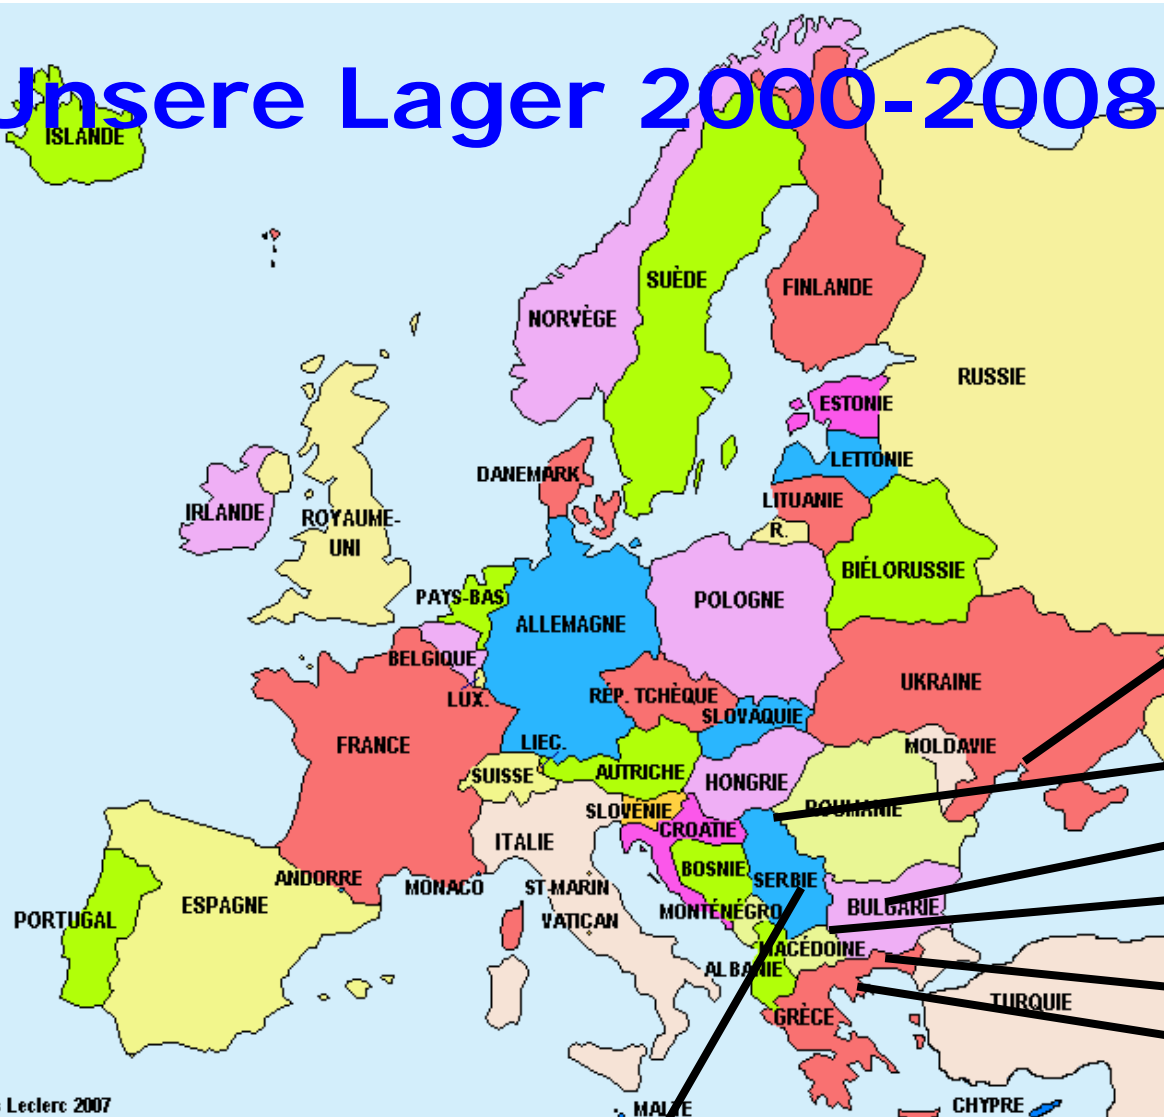 Unsere Lager 2000-2008
ISLANDE
SUÈDE
FINLANDE
NORVÈGE
RUSSIE
ESTONIE
LETTONIE
DANEMARK
LITUANIE
IRLANDE
ROYAUME-
UNI
R.
BIÉLORUSSIE
PAYS-BAS
POLOGNE
ALLEMAGNE
BELGIQUE
UKRAINE
LUX.
RÉP. TCHÈQUE
SLOVAQUIE
FRANCE
LIEC.
MOLDAVIE
SUISSE
AUTRICHE
HONGRIE
SLOVÉNIE
ROUMANIE
CROATIE
ITALIE
BOSNIE
SERBIE
ANDORRE
MONACO
ST-MARIN
ESPAGNE
BULGARIE
MONTÉNÉGRO
PORTUGAL
VATICAN
MACÉDOINE
ALBANIE
TURQUIE
GRÈCE
Leclerc 2007
MALTE
CHYPRE